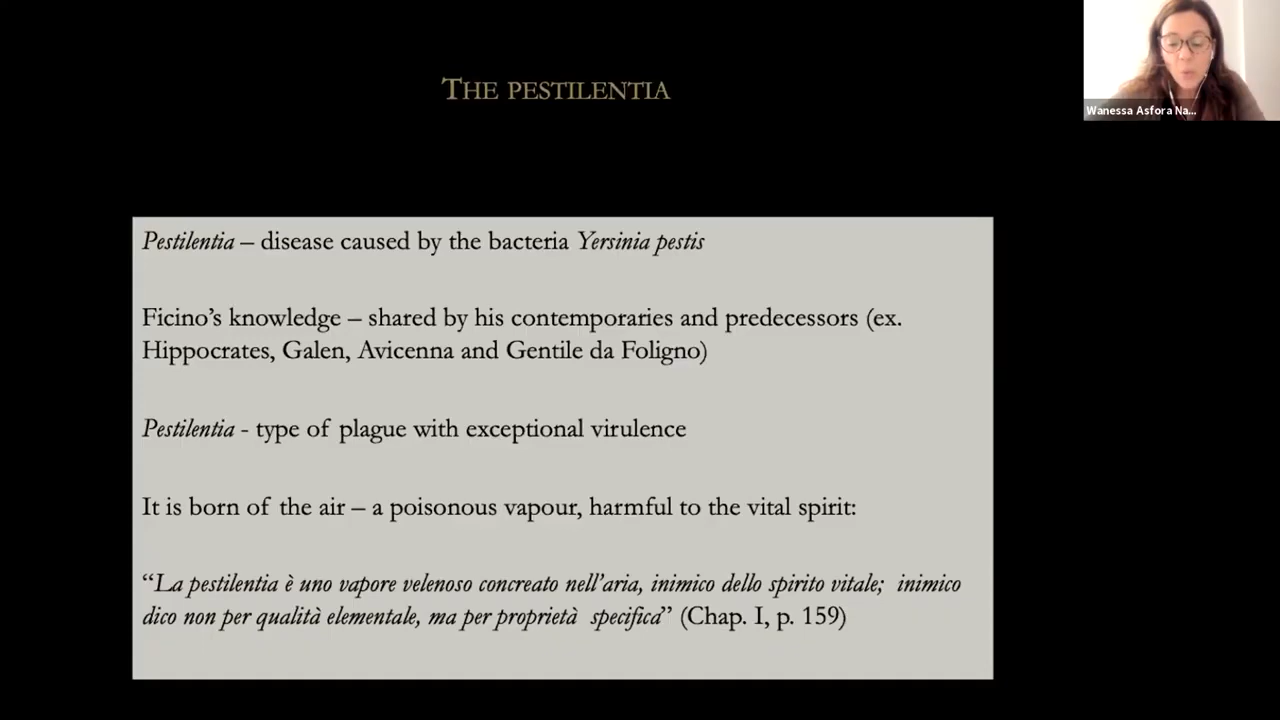 THE PESTILENTIA
Wanessa Asfora Na...
Pestilentia – disease caused by the bacteria Yersinia pestis
Ficino’s knowledge – shared by his contemporaries and predecessors (ex.
Hippocrates, Galen, Avicenna and Gentile da Foligno)
Pestilentia - type of plague with exceptional virulence
It is born of the air – a poisonous vapour, harmful to the vital spirit:
“La pestilentia è uno vapore velenoso concreato nell’aria, inimico dello spirito vitale; inimico
dico non per qualità elementale, ma per proprietà specifica” (Chap. I, p. 159)